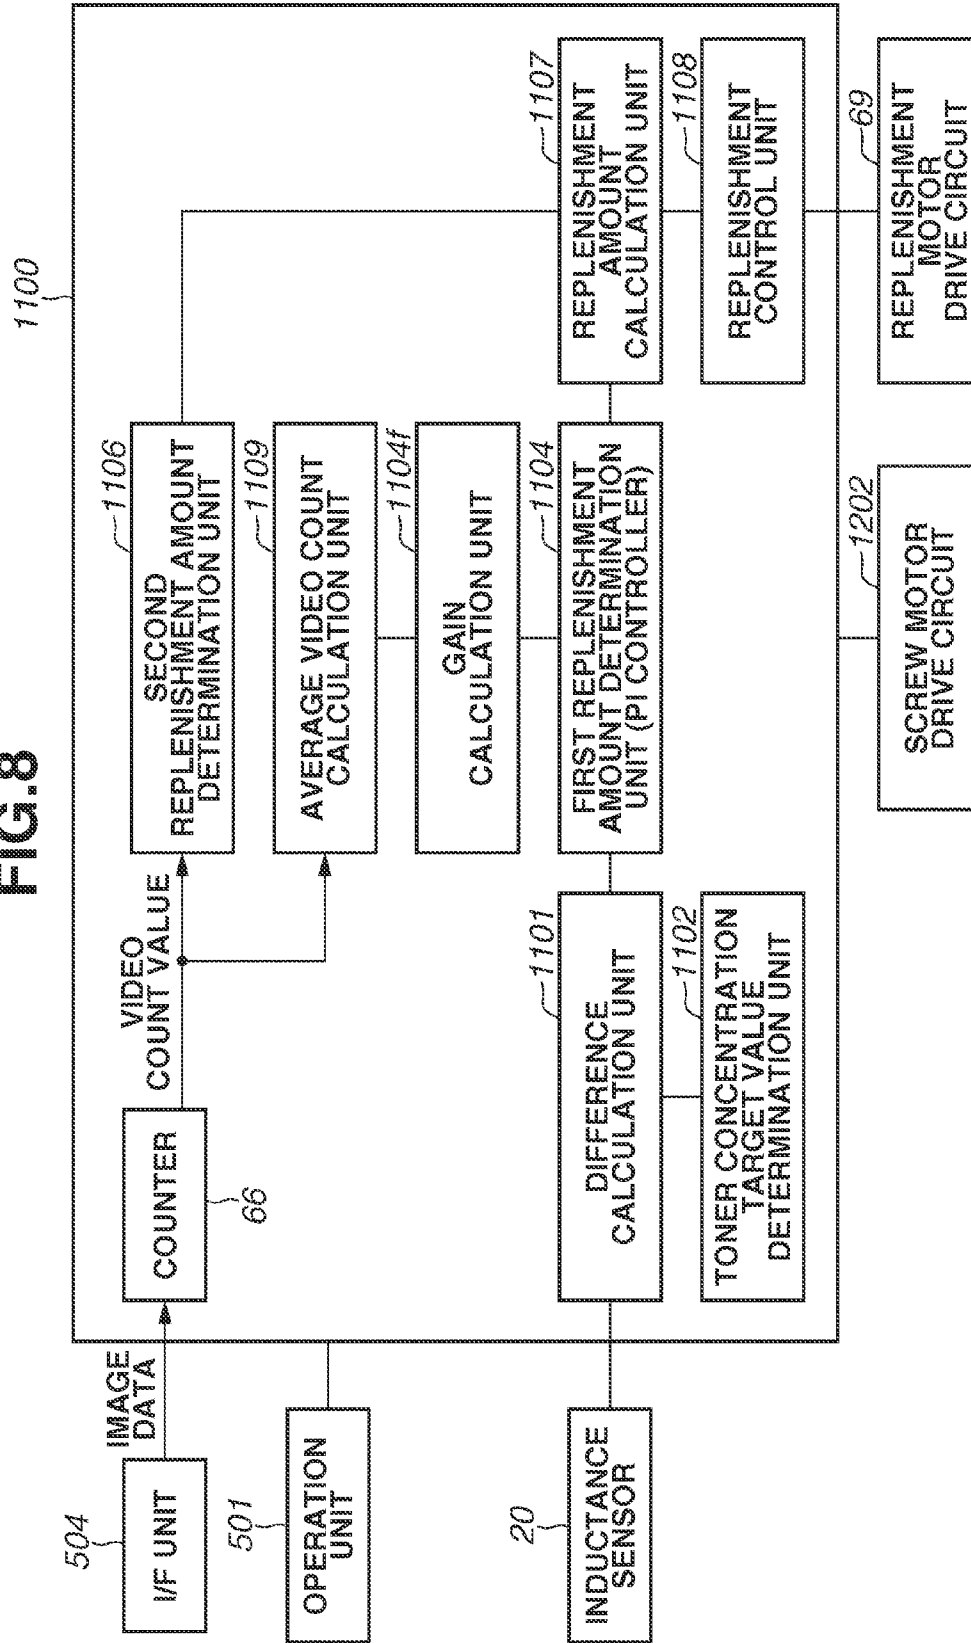 FIG.8
1100
504
I/F UNIT
IMAGE
DATA
COUNTER
66
VIDEO
COUNT VALUE
1106
SECOND
REPLENISHMENT AMOUNT
DETERMINATION UNIT
1109
AVERAGE VIDEO COUNT
CALCULATION UNIT
1104f
GAIN
CALCULATION UNIT
501
OPERATION
UNIT
20
INDUCTANCE
SENSOR
1101
DIFFERENCE
CALCULATION UNIT
1102
TONER CONCENTRATION
TARGET VALUE
DETERMINATION UNIT
1104
FIRST REPLENISHMENT
AMOUNT DETERMINATION
UNIT (PI CONTROLLER)
1107
REPLENISHMENT
AMOUNT
CALCULATION UNIT
1108
REPLENISHMENT
CONTROL UNIT
1202
SCREW MOTOR
DRIVE CIRCUIT
69
REPLENISHMENT
MOTOR
DRIVE CIRCUIT